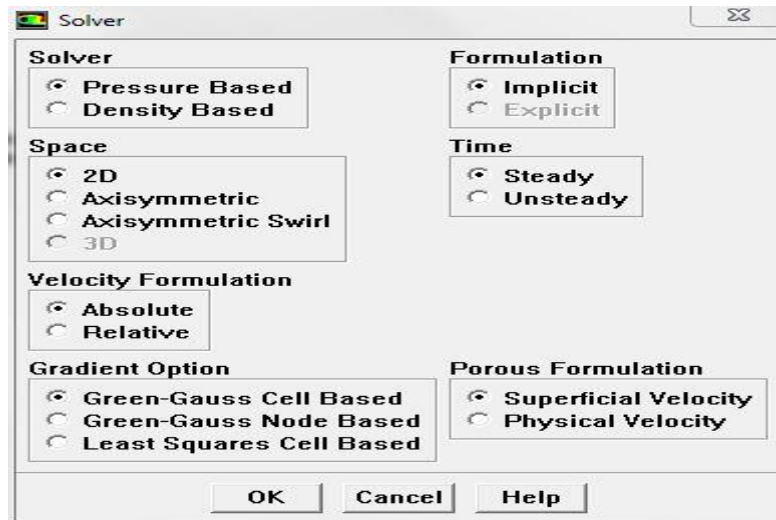 Solver
Solver
Pressure Based
Density Based
Formulation
Implicit
Explicit
Space
2D
Axisymmetric
Axisymmetric Swirl
3D
Time
Steady
Unsteady
Velocity Formulation
Absolute
Relative
Gradient Option
Green-Gauss Cell Based
Green-Gauss Node Based
Least Squares Cell Based
Porous Formulation
Superficial Velocity
Physical Velocity
OK Cancel Help